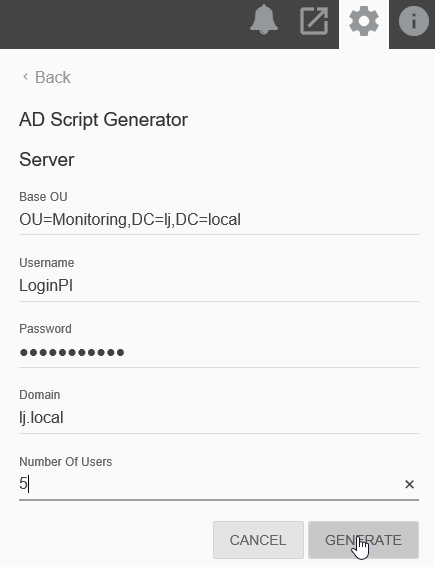 Back
AD Script Generator
Server
Base OU
OU=Monitoring,DC=lj,DC=local
Username
LoginPI
Password
●●●●●●●●●●●
Domain
lj.local
Number Of Users
5
CANCEL GENERATE